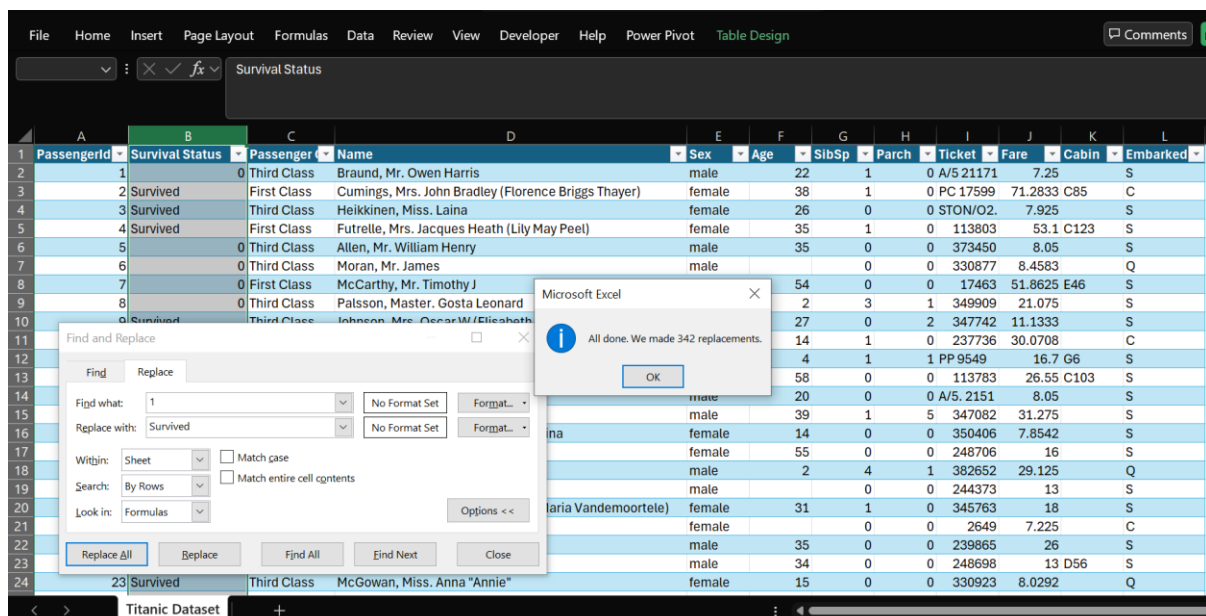 File Home Insert Page Layout Formulas Data Review View Developer Help Power Pivot Table Design Comments
fx Survival Status
A B C D E F G H I J K L
1 PassengerId Survival Status Passenger Name Sex Age SibSp Parch Ticket Fare Cabin Embarked
2 1 0 Third Class Braund, Mr. Owen Harris male 22 1 0 A/5 21171 7.25 S
3 2 Survived First Class Cumings, Mrs. John Bradley (Florence Briggs Thayer) female 38 1 0 PC 17599 71.2833 C85 C
4 3 Survived Third Class Heikkinen, Miss. Laina female 26 0 0 STON/O2. 7.925 S
5 4 Survived First Class Futrelle, Mrs. Jacques Heath (Lily May Peel) female 35 1 0 113803 53.1 C123 S
6 5 0 Third Class Allen, Mr. William Henry male 35 0 0 373450 8.05 S
7 6 0 Third Class Moran, Mr. James male 0 0 330877 8.4583 Q
8 7 0 First Class McCarthy, Mr. Timothy J 54 0 0 17463 51.8625 E46 S
9 8 0 Third Class Palsson, Master. Gosta Leonard 2 3 1 349909 21.075 S
10 9 Survived Third Class Johnson, Mrs. Oscar W (Elisabeth 27 0 2 347742 11.1333 S
11 14 1 0 237736 30.0708 C
12 4 1 1 PP 9549 16.7 G6 S
13 58 0 0 113783 26.55 C103 S
14 male 20 0 0 A/5. 2151 8.05 S
15 male 39 1 5 347082 31.275 S
16 ina female 14 0 0 350406 7.8542 S
17 female 55 0 0 248706 16 S
18 male 2 4 1 382652 29.125 Q
19 male 0 0 244373 13 S
20 Maria Vandemoortele) female 31 1 0 345763 18 S
21 female 0 0 2649 7.225 C
22 male 35 0 0 239865 26 S
23 male 34 0 0 248698 13 D56 S
24 23 Survived Third Class McGowan, Miss. Anna "Annie" female 15 0 0 330923 8.0292 Q
Microsoft Excel
All done. We made 342 replacements.
OK
Find and Replace
Find Replace
Find what: 1 No Format Set Format...
Replace with: Survived No Format Set Format...
Within: Sheet Match case
Match entire cell contents
Search: By Rows
Look in: Formulas Options <<
Replace All Replace Find All Find Next Close
Titanic Dataset